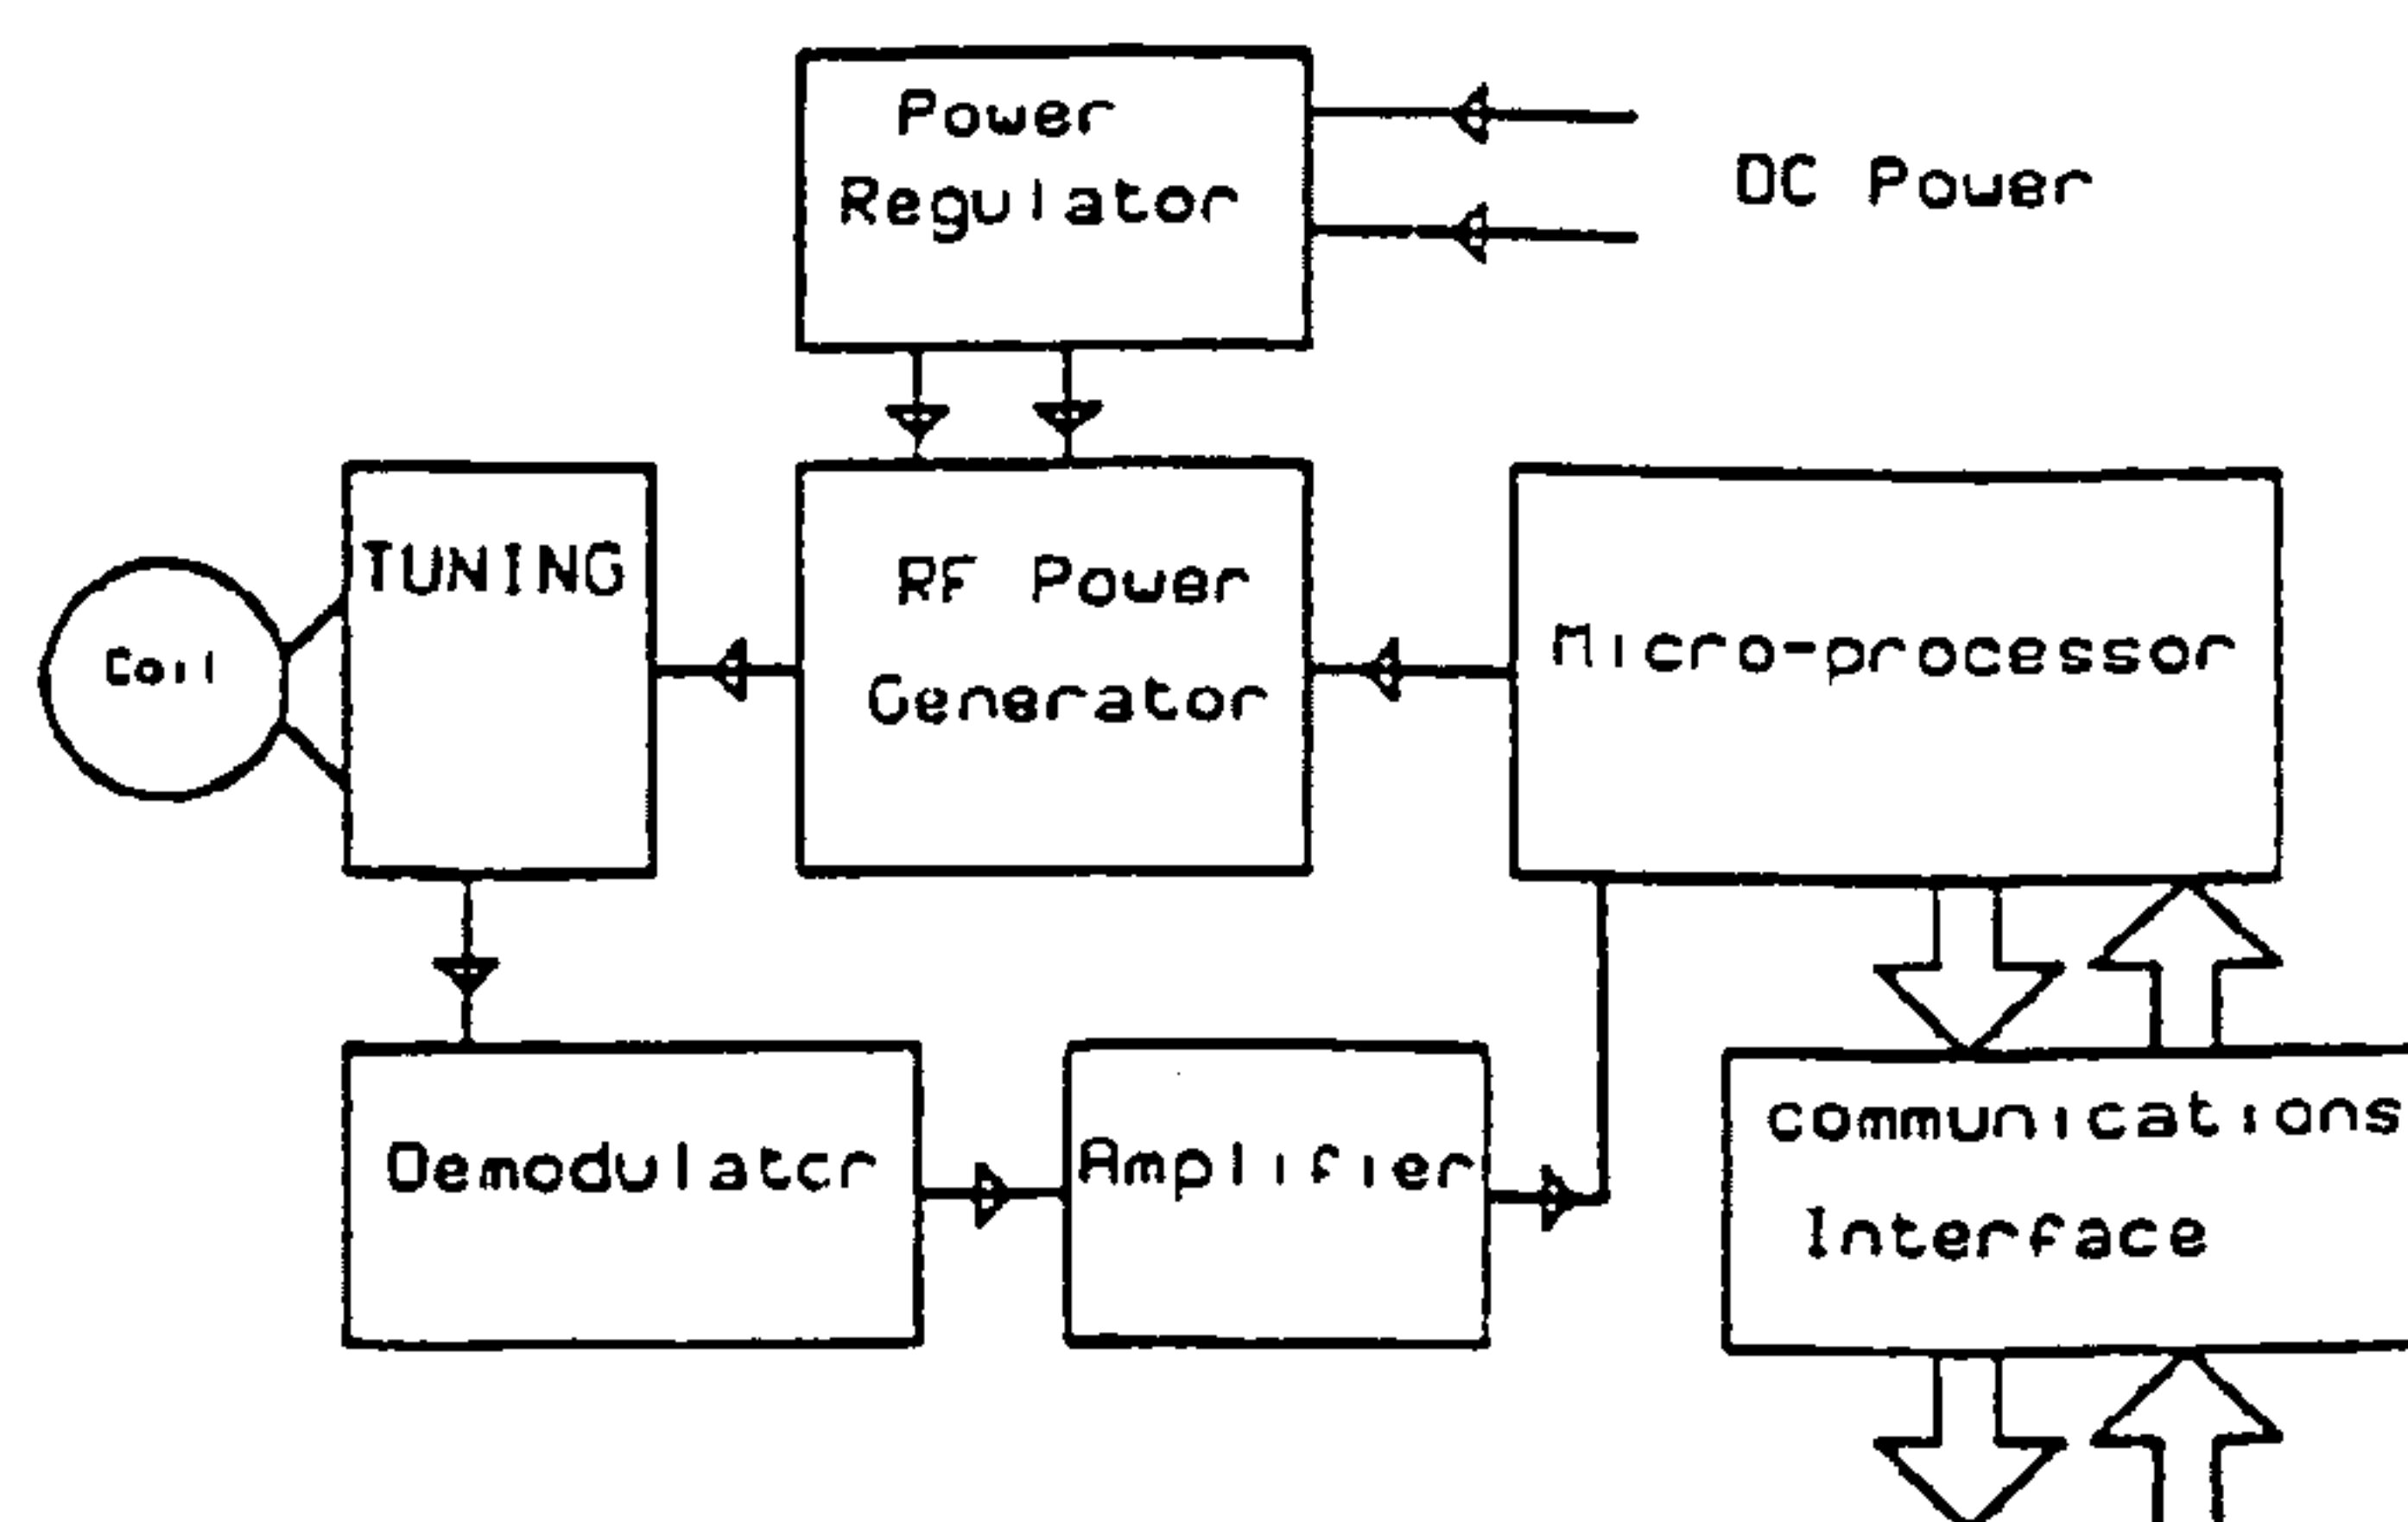 Power
Regulator
DC Power
TUNING
RF Power
Generator
Coil
Micro-processor
Demodulator
Amplifier
communications
Interface